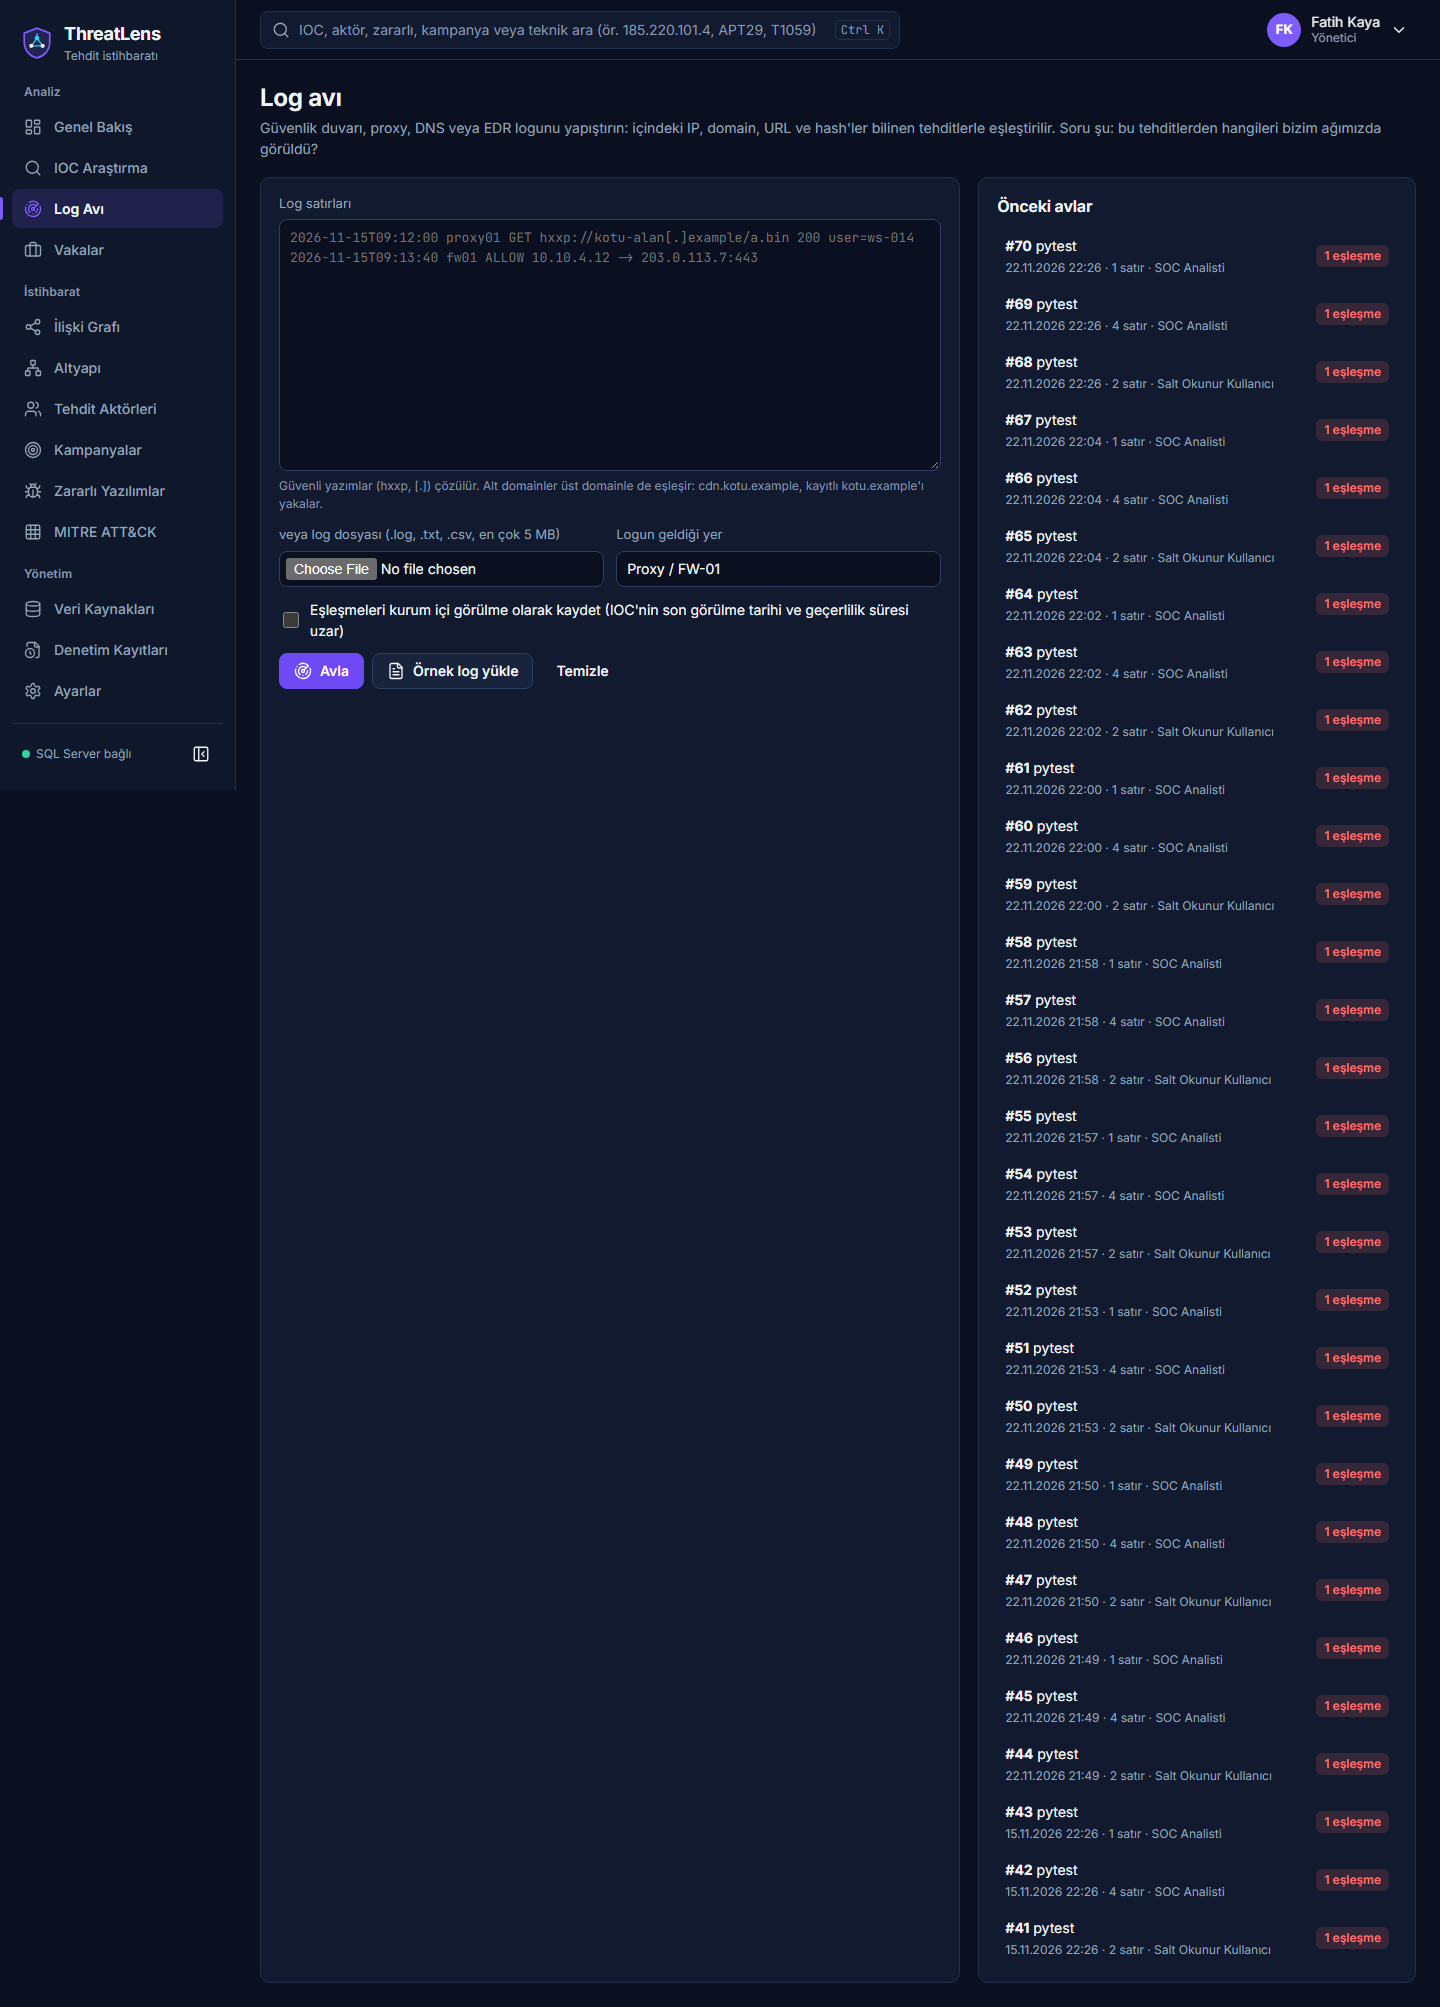 ThreatLens
Tehdit istihbaratı
Analiz
Genel Bakış
IOC Araştırma
Log Avı
Vakalar
İstihbarat
İlişki Grafı
Altyapı
Tehdit Aktörleri
Kampanyalar
Zararlı Yazılımlar
MITRE ATT&CK
Yönetim
Veri Kaynakları
Denetim Kayıtları
Ayarlar
SQL Server bağlı
IOC, aktör, zararlı, kampanya veya teknik ara (ör. 185.220.101.4, APT29, T1059)
Ctrl K
FK
Fatih Kaya
Yönetici
Log avı
Güvenlik duvarı, proxy, DNS veya EDR logunu yapıştırın: içindeki IP, domain, URL ve hash'ler bilinen tehditlerle eşleştirilir. Soru şu: bu tehditlerden hangileri bizim ağımızda
görüldü?
Log satırları
2026-11-15T09:12:00 proxy01 GET hxxp://kotu-alan[.]example/a.bin 200 user=ws-014
2026-11-15T09:13:40 fw01 ALLOW 10.10.4.12 -> 203.0.113.7:443
Güvenli yazımlar (hxxp, [.]) çözülür. Alt domainler üst domainle de eşleşir: cdn.kotu.example, kayıtlı kotu.example'ı
yakalar.
veya log dosyası (.log, .txt, .csv, en çok 5 MB)
Choose File No file chosen
Logun geldiği yer
Proxy / FW-01
Eşleşmeleri kurum içi görülme olarak kaydet (IOC'nin son görülme tarihi ve geçerlilik süresi
uzar)
Avla
Örnek log yükle
Temizle
Önceki avlar
#70 pytest
22.11.2026 22:26 · 1 satır · SOC Analisti
1 eşleşme
#69 pytest
22.11.2026 22:26 · 4 satır · SOC Analisti
1 eşleşme
#68 pytest
22.11.2026 22:26 · 2 satır · Salt Okunur Kullanıcı
1 eşleşme
#67 pytest
22.11.2026 22:04 · 1 satır · SOC Analisti
1 eşleşme
#66 pytest
22.11.2026 22:04 · 4 satır · SOC Analisti
1 eşleşme
#65 pytest
22.11.2026 22:04 · 2 satır · Salt Okunur Kullanıcı
1 eşleşme
#64 pytest
22.11.2026 22:02 · 1 satır · SOC Analisti
1 eşleşme
#63 pytest
22.11.2026 22:02 · 4 satır · SOC Analisti
1 eşleşme
#62 pytest
22.11.2026 22:02 · 2 satır · Salt Okunur Kullanıcı
1 eşleşme
#61 pytest
22.11.2026 22:00 · 1 satır · SOC Analisti
1 eşleşme
#60 pytest
22.11.2026 22:00 · 4 satır · SOC Analisti
1 eşleşme
#59 pytest
22.11.2026 22:00 · 2 satır · Salt Okunur Kullanıcı
1 eşleşme
#58 pytest
22.11.2026 21:58 · 1 satır · SOC Analisti
1 eşleşme
#57 pytest
22.11.2026 21:58 · 4 satır · SOC Analisti
1 eşleşme
#56 pytest
22.11.2026 21:58 · 2 satır · Salt Okunur Kullanıcı
1 eşleşme
#55 pytest
22.11.2026 21:57 · 1 satır · SOC Analisti
1 eşleşme
#54 pytest
22.11.2026 21:57 · 4 satır · SOC Analisti
1 eşleşme
#53 pytest
22.11.2026 21:57 · 2 satır · Salt Okunur Kullanıcı
1 eşleşme
#52 pytest
22.11.2026 21:53 · 1 satır · SOC Analisti
1 eşleşme
#51 pytest
22.11.2026 21:53 · 4 satır · SOC Analisti
1 eşleşme
#50 pytest
22.11.2026 21:53 · 2 satır · Salt Okunur Kullanıcı
1 eşleşme
#49 pytest
22.11.2026 21:50 · 1 satır · SOC Analisti
1 eşleşme
#48 pytest
22.11.2026 21:50 · 4 satır · SOC Analisti
1 eşleşme
#47 pytest
22.11.2026 21:50 · 2 satır · Salt Okunur Kullanıcı
1 eşleşme
#46 pytest
22.11.2026 21:49 · 1 satır · SOC Analisti
1 eşleşme
#45 pytest
22.11.2026 21:49 · 4 satır · SOC Analisti
1 eşleşme
#44 pytest
22.11.2026 21:49 · 2 satır · Salt Okunur Kullanıcı
1 eşleşme
#43 pytest
15.11.2026 22:26 · 1 satır · SOC Analisti
1 eşleşme
#42 pytest
15.11.2026 22:26 · 4 satır · SOC Analisti
1 eşleşme
#41 pytest
15.11.2026 22:26 · 2 satır · Salt Okunur Kullanıcı
1 eşleşme